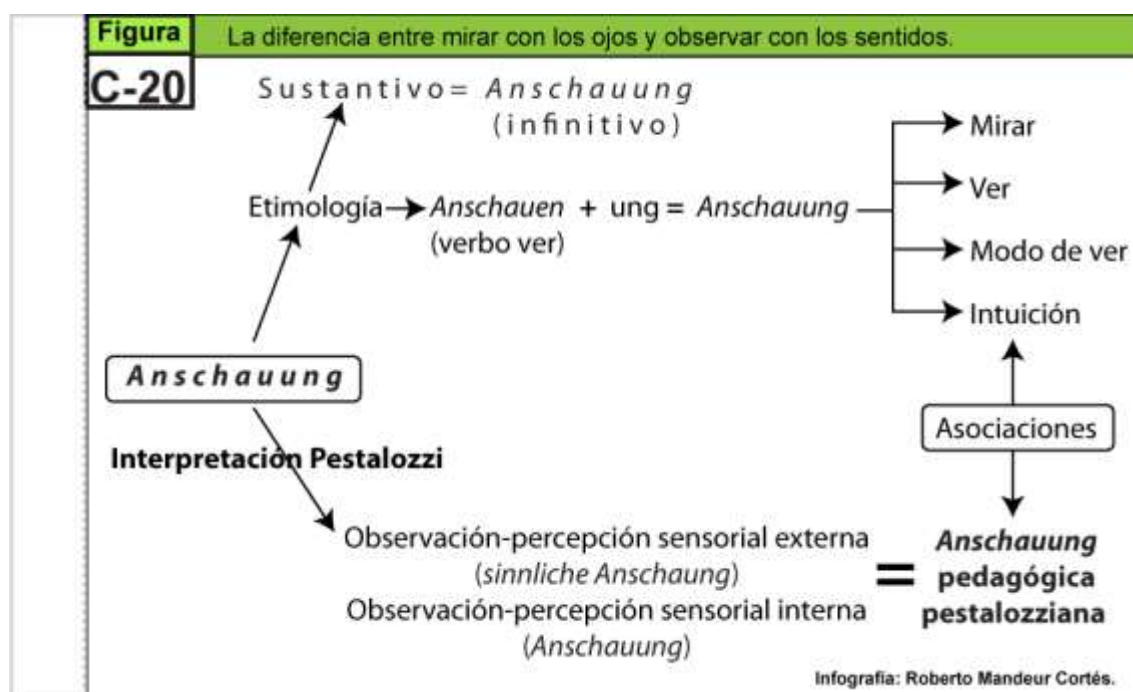 Figura
La diferencia entre mirar con los ojos y observar con los sentidos.
C-20
Sustantivo = Anschauung
(infinitivo)
Etimología
Anschauen + ung = Anschauung
(verbo ver)
Mirar
Ver
Modo de ver
Intuición
Anschauung
Asociaciones
Interpretación Pestalozzi
Observación-percepción sensorial externa
(sinnliche Anschaung)
Observación-percepción sensorial interna
(Anschauung)
=
Anschauung
pedagógica
pestalozziana
Infografía: Roberto Mandeur Cortés.